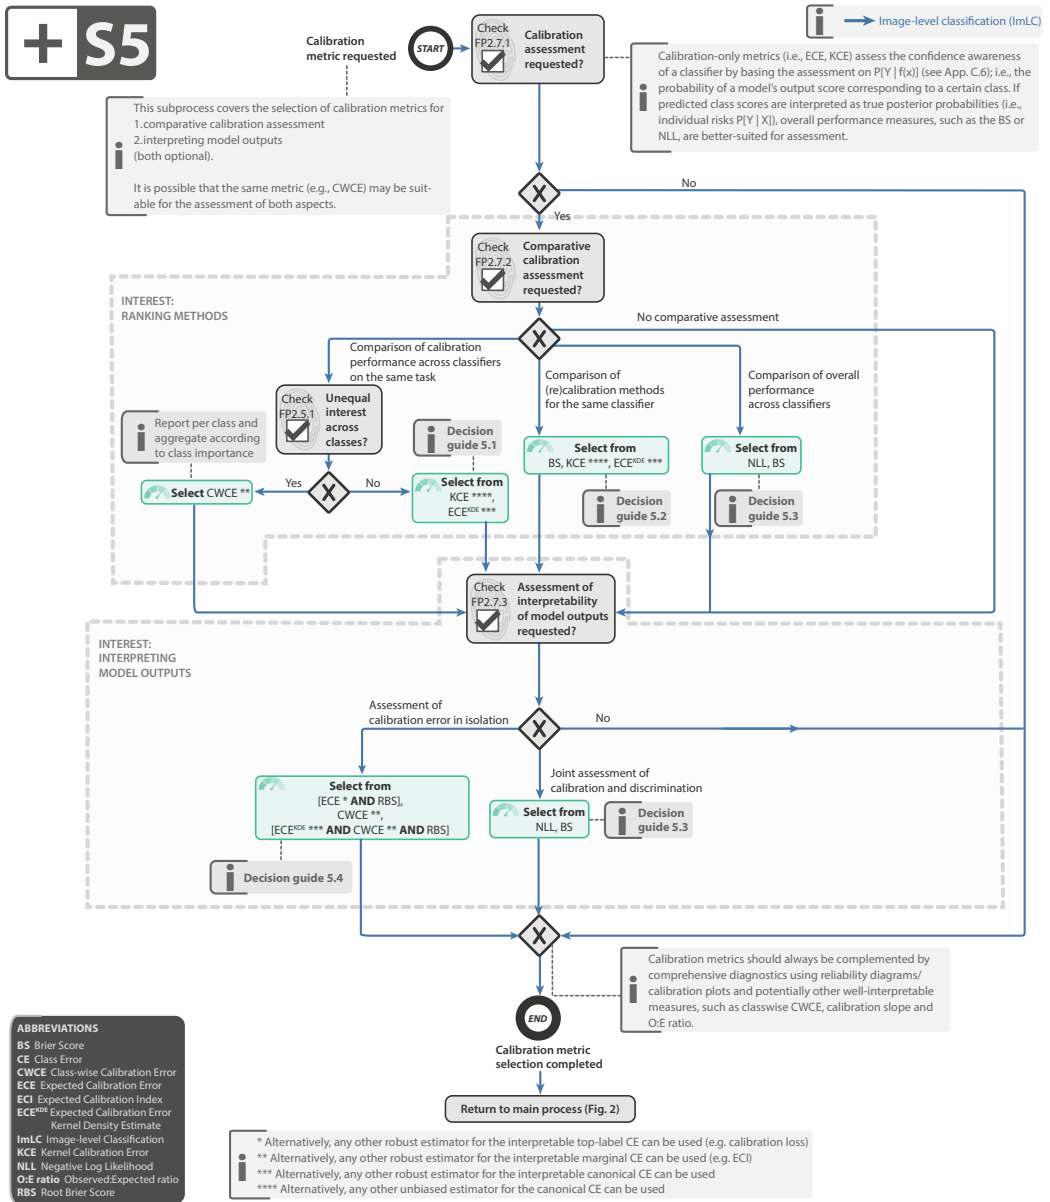 + S5
Image-level classification (ImLC)
Calibration
metric requested
START
Check
FP2.7.1
Calibration
assessment
requested?
Calibration-only metrics (i.e., ECE, KCE) assess the confidence awareness
of a classifier by basing the assessment on P[Y | f(x)] (see App. C.6); i.e., the
probability of a model's output score corresponding to a certain class. If
predicted class scores are interpreted as true posterior probabilities (i.e.,
individual risks P[Y | X]), overall performance measures, such as the BS or
NLL, are better-suited for assessment.
This subprocess covers the selection of calibration metrics for
1.comparative calibration assessment
2.interpreting model outputs
(both optional).
It is possible that the same metric (e.g., CWCE) may be suit-
able for the assessment of both aspects.
X
No
Yes
Check
FP2.7.2
Comparative
calibration
assessment
requested?
INTEREST:
RANKING METHODS
X
No comparative assessment
Comparison of calibration
performance across classifiers
on the same task
Comparison of
(re)calibration methods
for the same classifier
Comparison of overall
performance
across classifiers
Check
FP2.5.1
Unequal
interest
across
classes?
Report per class and
aggregate according
to class importance
Decision
guide 5.1
Select from
BS, KCE ****, ECEKDE ***
Select from
NLL, BS
Yes
X
No
Select CWCE **
Select from
KCE ****,
ECEKDE ***
Decision
guide 5.2
Decision
guide 5.3
Check
FP2.7.3
Assessment of
interpretability
of model outputs
requested?
INTEREST:
INTERPRETING
MODEL OUTPUTS
Assessment of
calibration error in isolation
X
No
Joint assessment of
calibration and discrimination
Select from
[ECE * AND RBS],
CWCE **,
[ECEKDE *** AND CWCE ** AND RBS]
Select from
NLL, BS
Decision
guide 5.3
Decision guide 5.4
X
Calibration metrics should always be complemented by
comprehensive diagnostics using reliability diagrams/
calibration plots and potentially other well-interpretable
measures, such as classwise CWCE, calibration slope and
O:E ratio.
END
Calibration metric
selection completed
Return to main process (Fig. 2)
ABBREVIATIONS
BS Brier Score
CE Class Error
CWCE Class-wise Calibration Error
ECE Expected Calibration Error
ECI Expected Calibration Index
ECEKDE Expected Calibration Error
Kernel Density Estimate
ImLC Image-level Classification
KCE Kernel Calibration Error
NLL Negative Log Likelihood
O:E ratio Observed:Expected ratio
RBS Root Brier Score
* Alternatively, any other robust estimator for the interpretable top-label CE can be used (e.g. calibration loss)
** Alternatively, any other robust estimator for the interpretable marginal CE can be used (e.g. ECI)
*** Alternatively, any other robust estimator for the interpretable canonical CE can be used
**** Alternatively, any other unbiased estimator for the canonical CE can be used